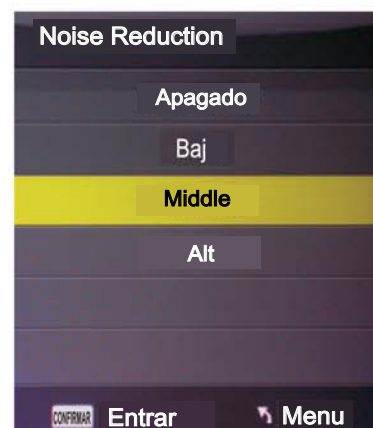 Noise Reduction
Apagado
Baj
Middle
Alt
CONFIRMAR Entrar Menu